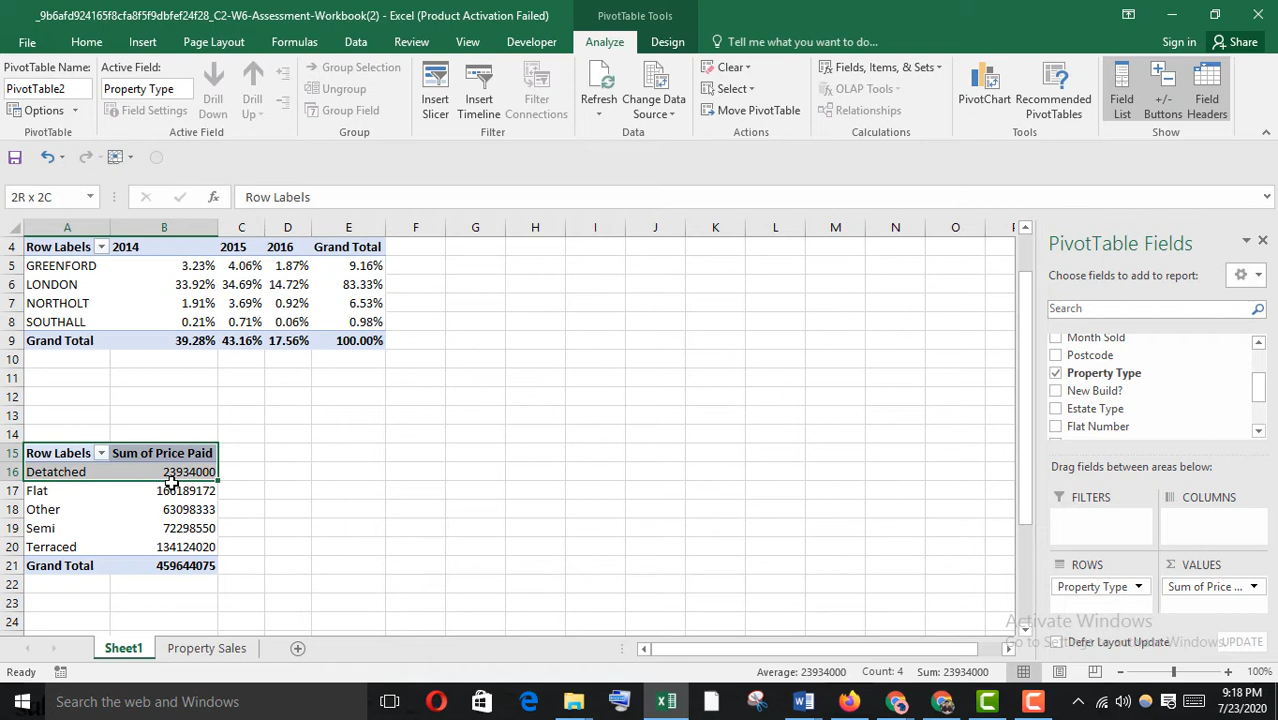 _9b6afd924165f8cfa8f5f9dbfef24f28_C2-W6-Assessment-Workbook(2) - Excel (Product Activation Failed)
PivotTable Tools
File Home Insert Page Layout Formulas Data Review View Developer Analyze Design Tell me what you want to do... Sign in Share
PivotTable Name: PivotTable2 Options PivotTable
Active Field: Property Type Field Settings Drill Down Drill Up Active Field
Group Selection Ungroup Group Field Group
Insert Slicer Insert Timeline Filter Connections Filter
Refresh Change Data Source Data
Clear Select Move PivotTable Actions
Fields, Items, & Sets OLAP Tools Relationships Calculations
PivotChart Recommended PivotTables Tools
Field List +/- Buttons Field Headers Show
2R x 2C fx Row Labels
A B C D E F G H I J K L M N O
4 Row Labels 2014 2015 2016 Grand Total
5 GREENFORD 3.23% 4.06% 1.87% 9.16%
6 LONDON 33.92% 34.69% 14.72% 83.33%
7 NORTHOLT 1.91% 3.69% 0.92% 6.53%
8 SOUTHALL 0.21% 0.71% 0.06% 0.98%
9 Grand Total 39.28% 43.16% 17.56% 100.00%
10
11
12
13
14
15 Row Labels Sum of Price Paid
16 Detatched 23934000
17 Flat 166189172
18 Other 63098333
19 Semi 72298550
20 Terraced 134124020
21 Grand Total 459644075
22
23
24
PivotTable Fields
Choose fields to add to report:
Search
Month Sold
Postcode
Property Type
New Build?
Estate Type
Flat Number
Drag fields between areas below:
FILTERS COLUMNS
ROWS VALUES
Property Type Sum of Price ...
Defer Layout Update UPDATE
Activate Windows
Go to Settings to activate Windows.
Sheet1 Property Sales
Ready Average: 23934000 Count: 4 Sum: 23934000 100%
Search the web and Windows
9:18 PM
7/23/2020